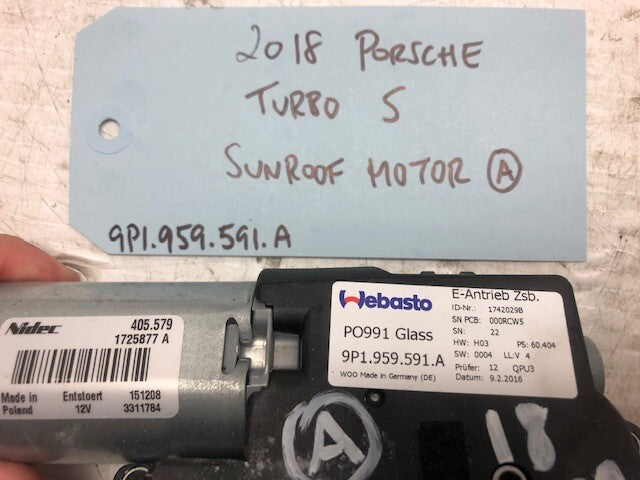 2018 PORSCHE
TURBO S
SUNROOF MOTOR A
9P1.959.591.A
Nidec
405.579
1725877 A
Made in Poland
Entstoert 12V
151208
3311784
Webasto
PO991 Glass
9P1.959.591.A
WOO Made in Germany (DE)
E-Antrieb Zsb.
ID-Nr.: 1742029B
SN PCB: 000RCW5
SN: 22
HW: H03 PS: 60.404
SW: 0004 LL:V 4
Prüfer: 12 QPU3
Datum: 9.2.2016
A
18